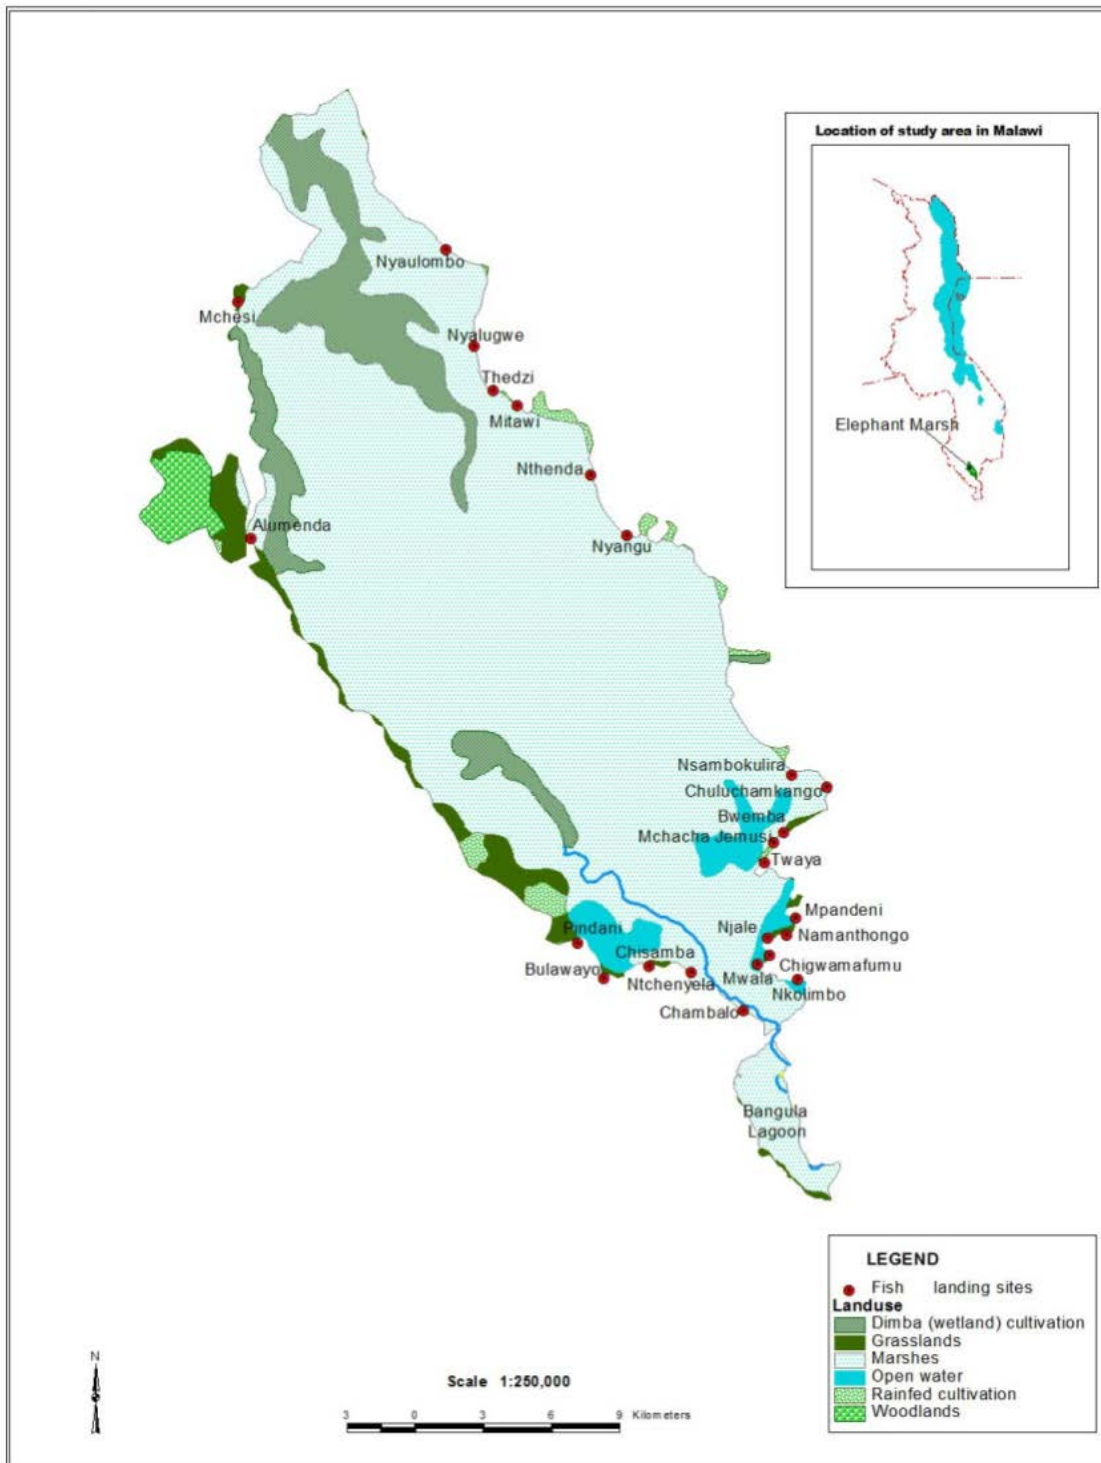 Location of study area in Malawi
Elephant Marsh
Nyaulombo
Mchesi
Nyalugwe
Thedzi
Mitawi
Nthenda
Alumenda
Nyangu
Nsambokulira
Chuluchamkango
Bwemba
Mchacha Jemusi
Twaya
Mpandeni
Njale
Namanthongo
Pindani
Chisamba
Bulawayo
Chigwamafumu
Mwala
Ntchenyela
Nkolimbo
Chambalo
Bangula
Lagoon
LEGEND
Fish landing sites
Landuse
Dimba (wetland) cultivation
Grasslands
Marshes
Open water
Rainfed cultivation
Woodlands
N
Scale 1:250,000
3 0 3 6 9 Kilometers